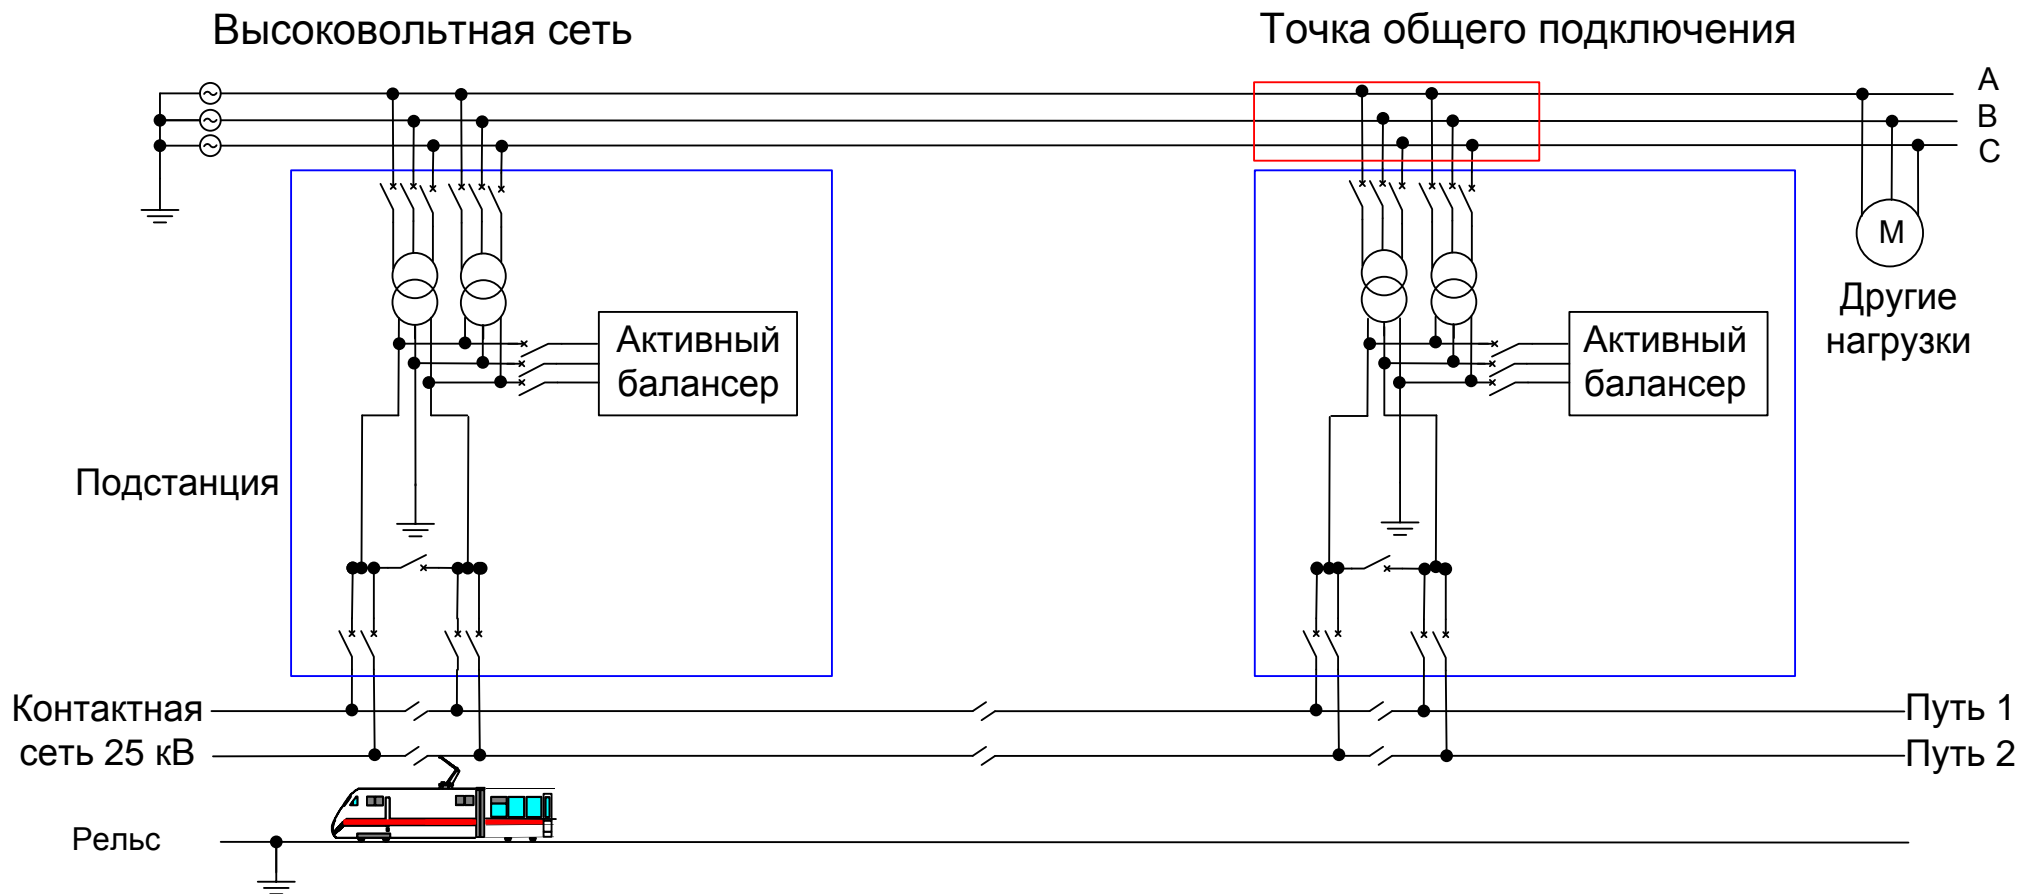 Высоковольтная сеть
Точка общего подключения
A
B
C
M
Другие
нагрузки
Активный
балансер
Активный
балансер
Подстанция
Контактная
сеть 25 кВ
Путь 1
Путь 2
Рельс